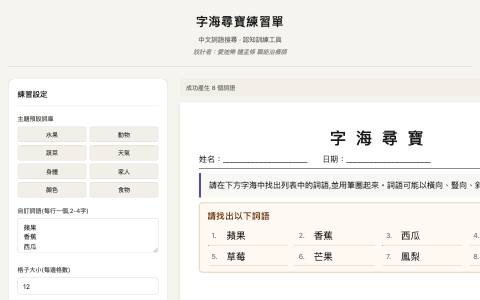 字海尋寶練習單
中文詞語搜尋 · 認知訓練工具
練習設定
主題預設詞庫
水果
動物
蔬菜
天氣
身體
家人
顏色
食物
自訂詞語(每行一個,2-4字)
蘋果
香蕉
西瓜
格子大小(每邊格數)
12
成功產生 8 個詞語
字 海 尋 寶
姓名：
日期：
請在下方字海中找出列表中的詞語,並用筆圈起來。詞語可能以橫向、豎向、
請找出以下詞語
1. 蘋果
2. 香蕉
3. 西瓜
4.
5. 草莓
6. 芒果
7. 鳳梨
8.